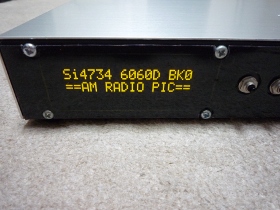 Si4734 6060D BK0
==AM RADIO PIC==